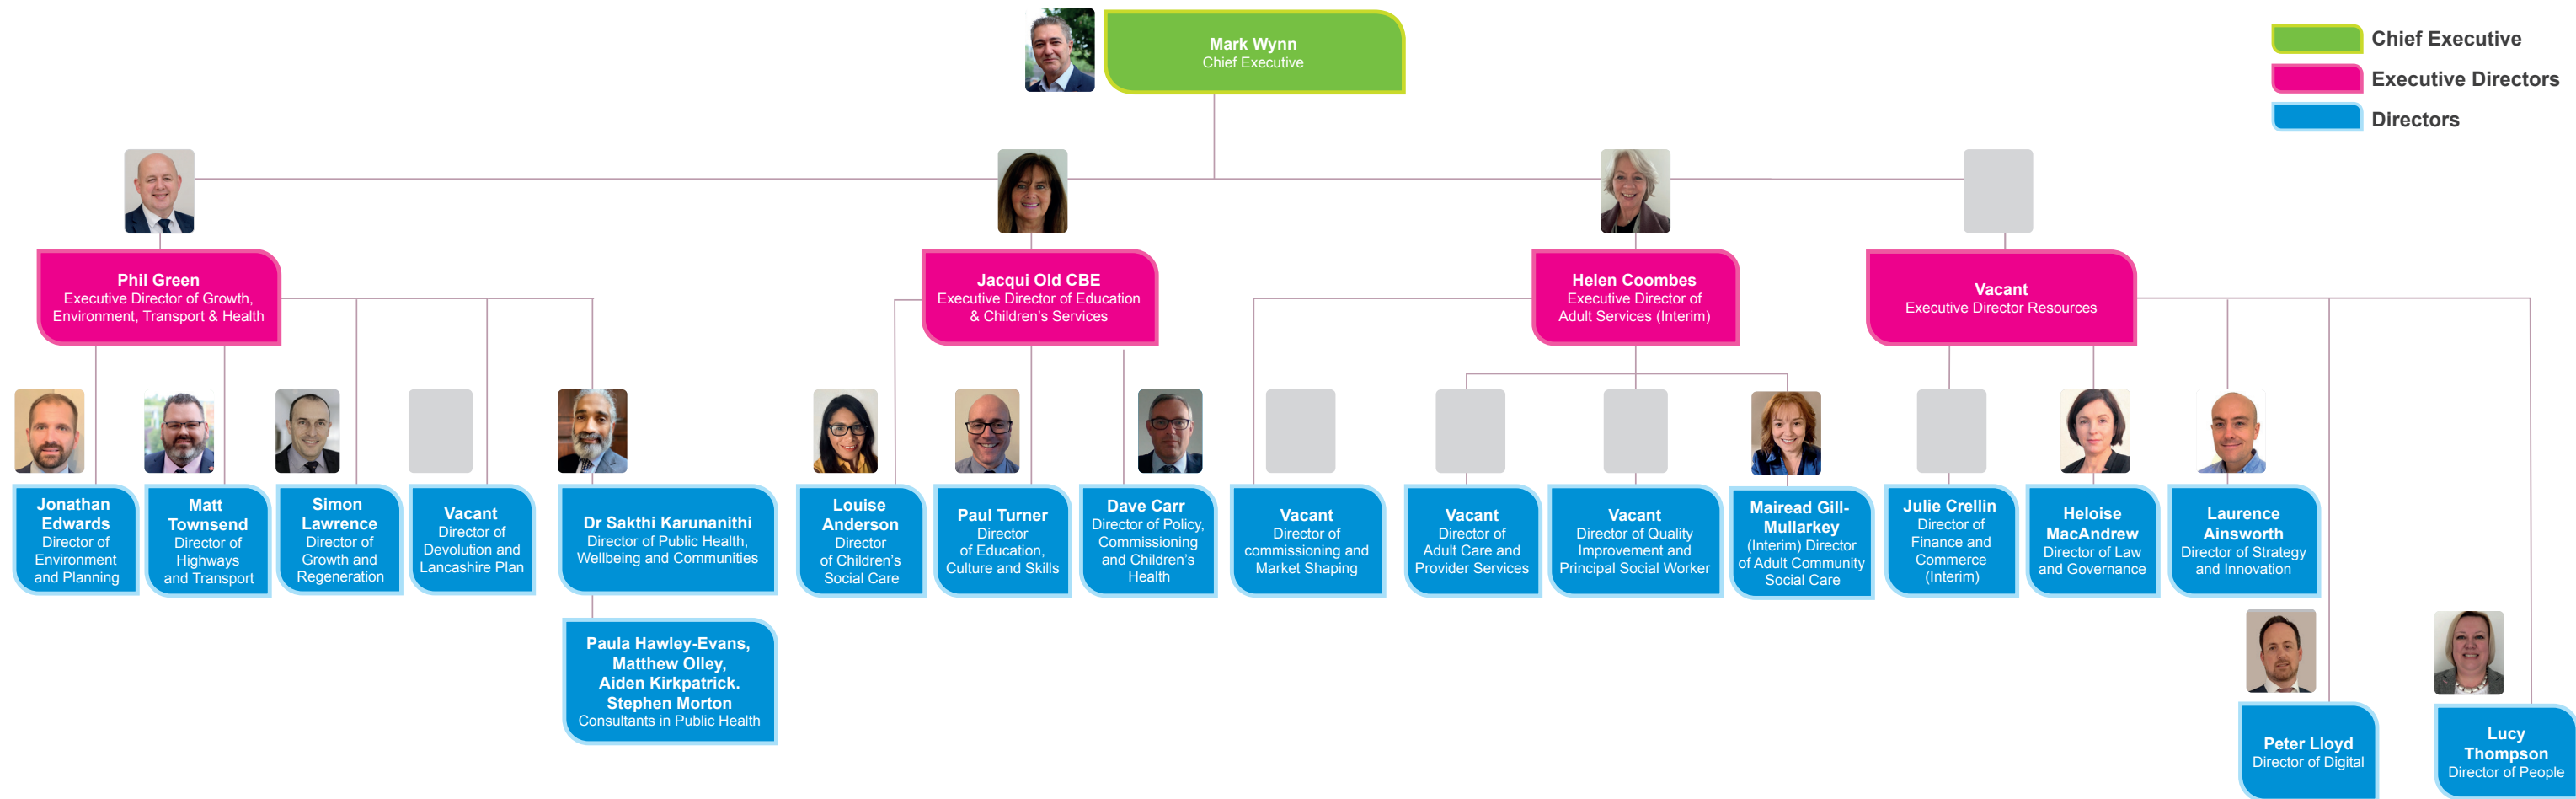 Mark Wynn
Chief Executive
Chief Executive
Executive Directors
Directors
Phil Green
Executive Director of Growth,
Environment, Transport & Health
Jacqui Old CBE
Executive Director of Education
& Children's Services
Helen Coombes
Executive Director of
Adult Services (Interim)
Vacant
Executive Director Resources
Jonathan
Edwards
Director of
Environment
and Planning
Matt
Townsend
Director of
Highways
and Transport
Simon
Lawrence
Director of
Growth and
Regeneration
Vacant
Director of
Devolution and
Lancashire Plan
Dr Sakthi Karunanithi
Director of Public Health,
Wellbeing and Communities
Louise
Anderson
Director
of Children's
Social Care
Paul Turner
Director
of Education,
Culture and Skills
Dave Carr
Director of Policy,
Commissioning
and Children's
Health
Vacant
Director of
commissioning and
Market Shaping
Vacant
Director of
Adult Care and
Provider Services
Vacant
Director of Quality
Improvement and
Principal Social Worker
Mairead Gill-
Mullarkey
(Interim) Director
of Adult Community
Social Care
Julie Crellin
Director of
Finance and
Commerce
(Interim)
Heloise
MacAndrew
Director of Law
and Governance
Laurence
Ainsworth
Director of Strategy
and Innovation
Paula Hawley-Evans,
Matthew Olley,
Aiden Kirkpatrick.
Stephen Morton
Consultants in Public Health
Peter Lloyd
Director of Digital
Lucy
Thompson
Director of People